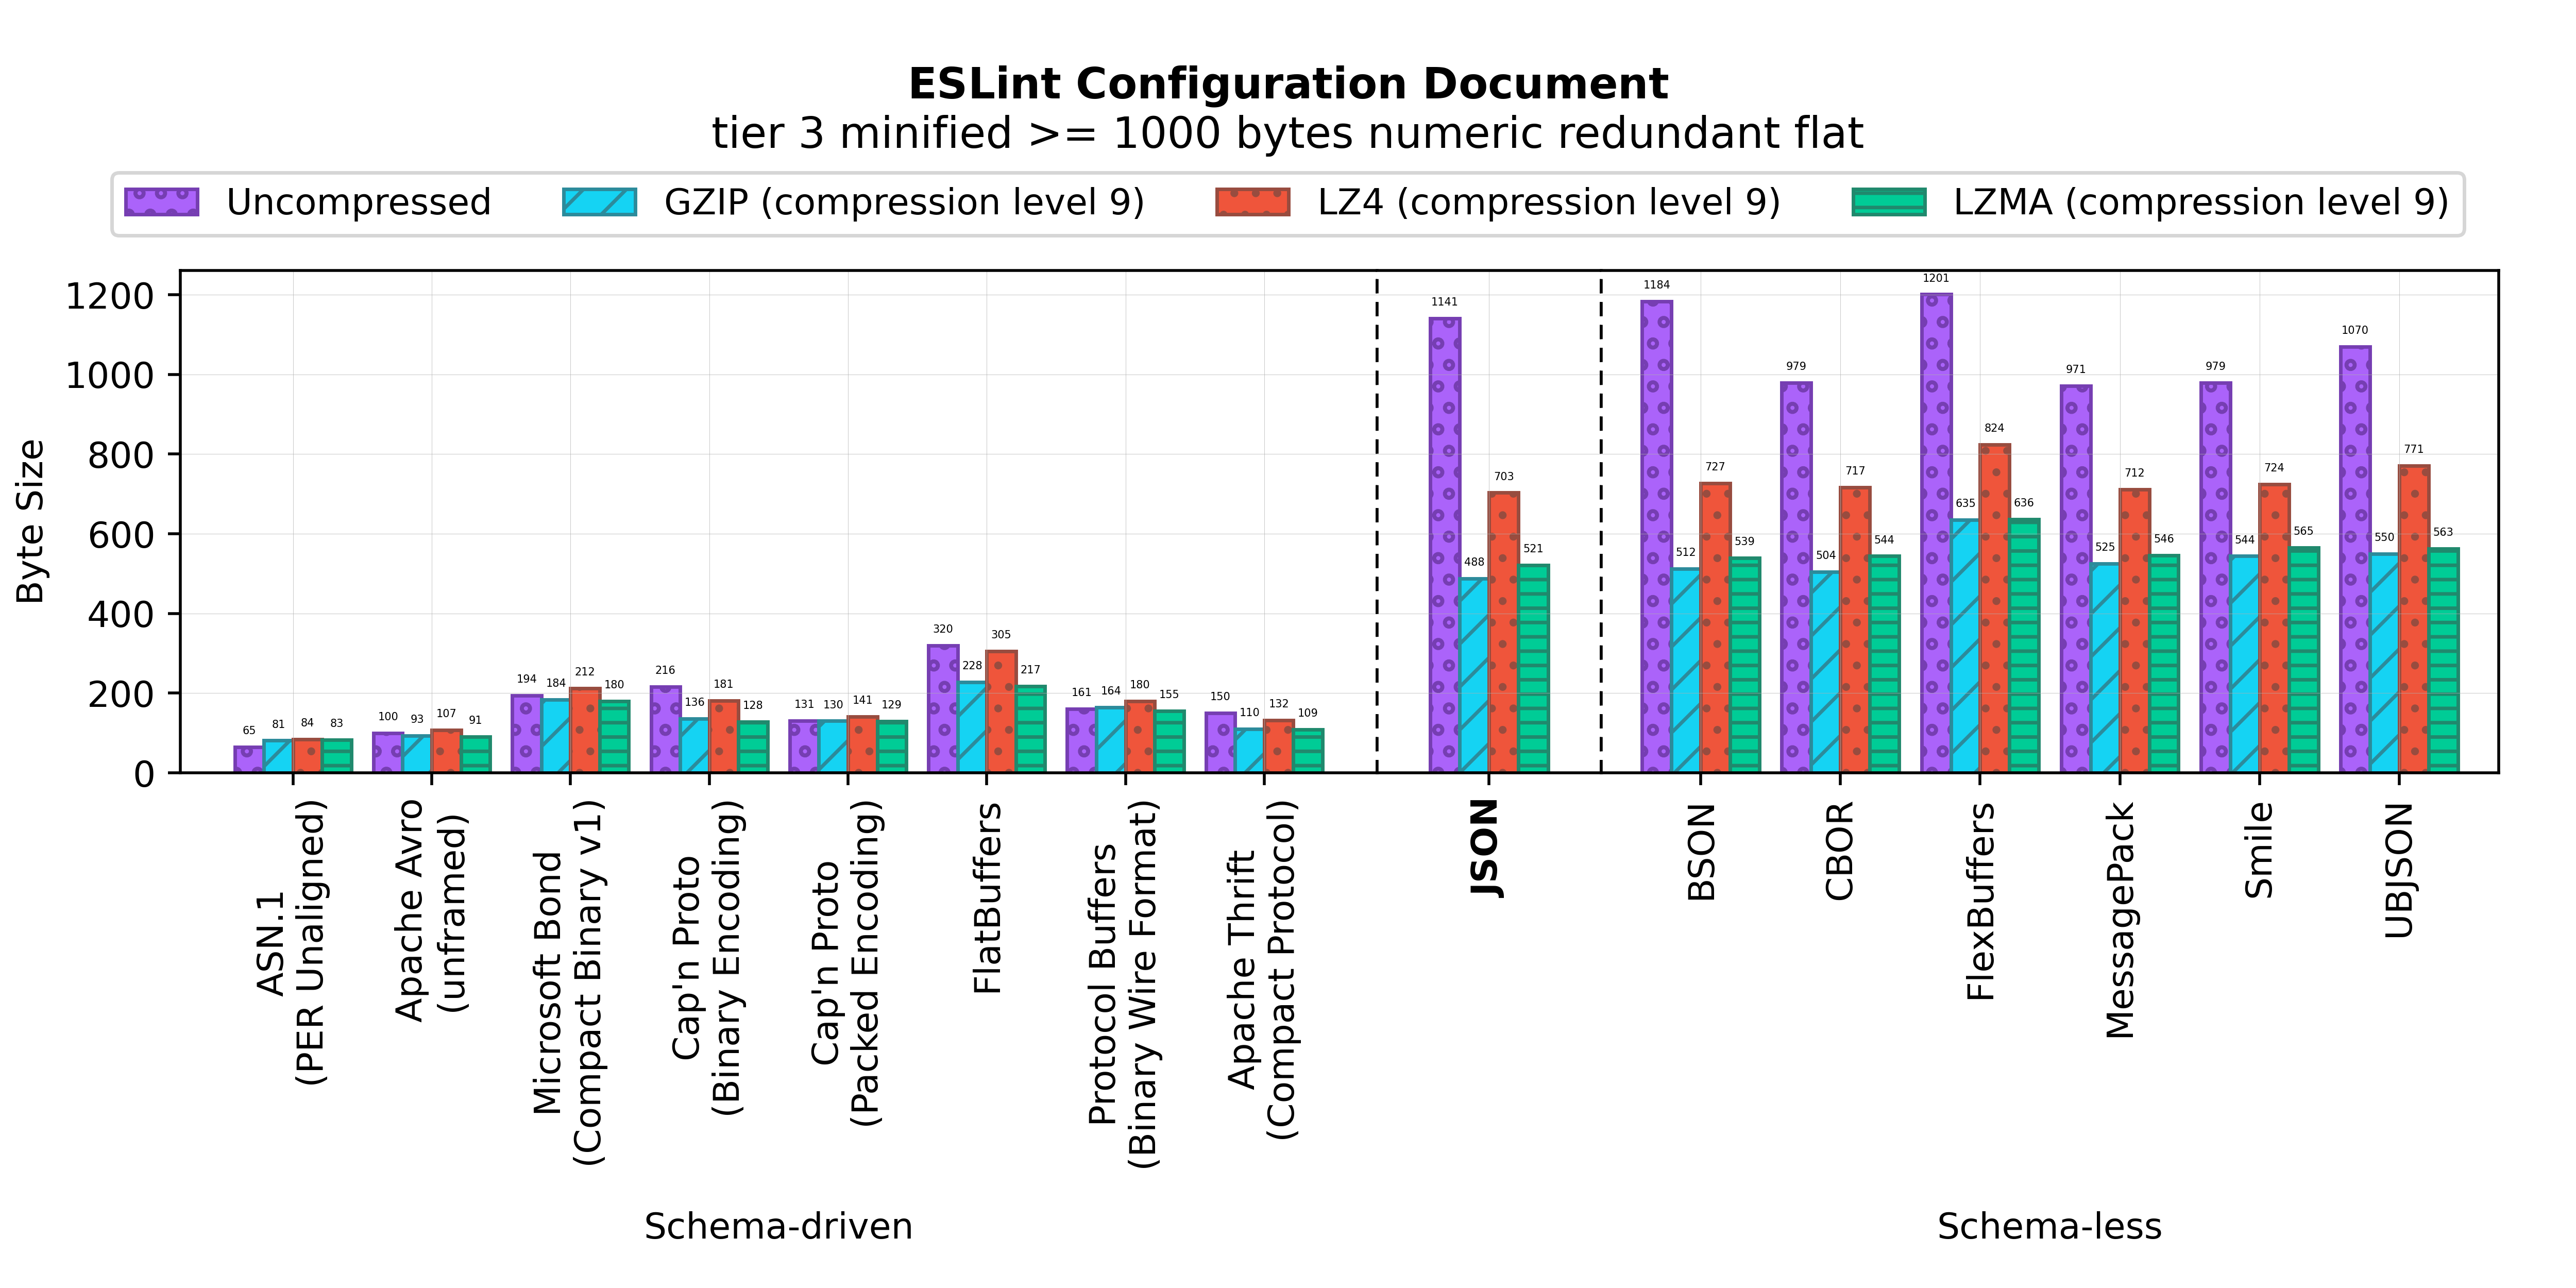 ESLint Configuration Document
tier 3 minified >= 1000 bytes numeric redundant flat
Uncompressed
GZIP (compression level 9)
LZ4 (compression level 9)
LZMA (compression level 9)
Byte Size
1200
1000
800
600
400
200
0
65 81 84 83
100 93 107 91
194 184 212 180
216 136 181 128
131 130 141 129
320 228 305 217
161 164 180 155
150 110 132 109
1141 488 703 521
1184 512 727 539
979 504 717 544
1201 635 824 636
971 525 712 546
979 544 724 565
1070 550 771 563
ASN.1
(PER Unaligned)
Apache Avro
(unframed)
Microsoft Bond
(Compact Binary v1)
Cap'n Proto
(Binary Encoding)
Cap'n Proto
(Packed Encoding)
FlatBuffers
Protocol Buffers
(Binary Wire Format)
Apache Thrift
(Compact Protocol)
JSON
BSON
CBOR
FlexBuffers
MessagePack
Smile
UBJSON
Schema-driven
Schema-less